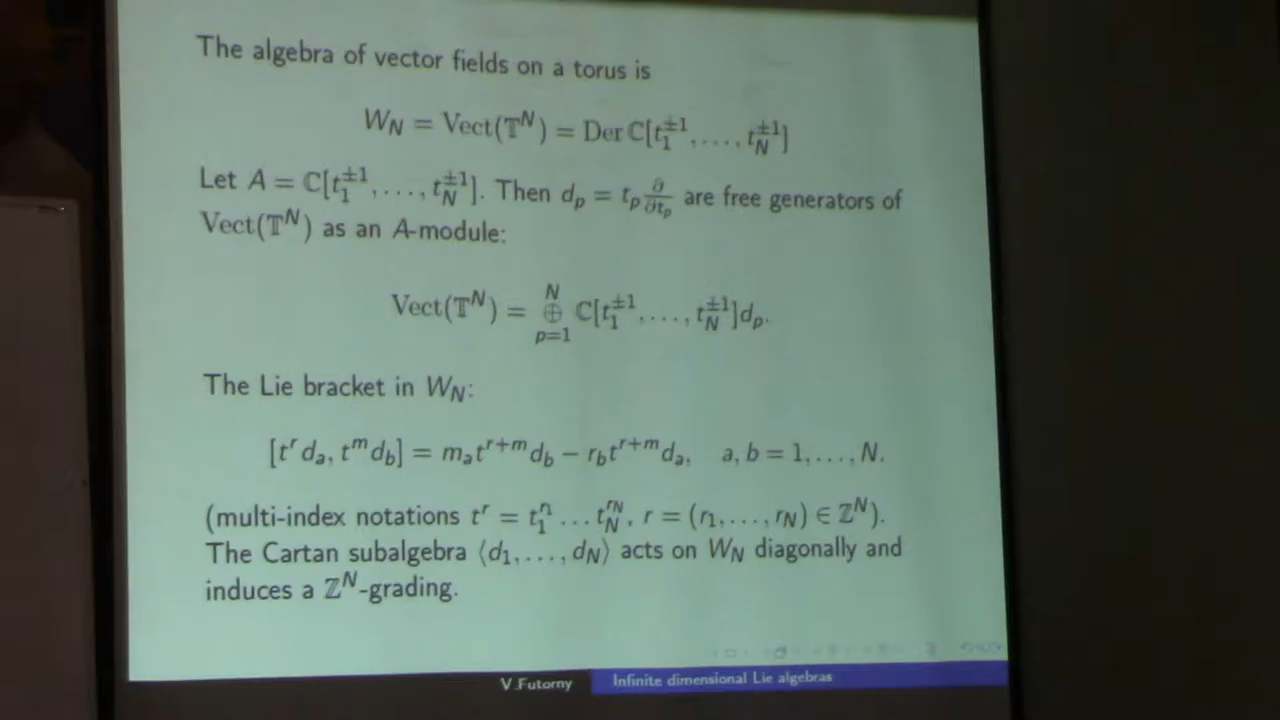 The algebra of vector fields on a torus is
W_N = Vect(𝕋^N) = Der ℂ[t_1^{±1}, . . . , t_N^{±1}]
Let A = ℂ[t_1^{±1}, . . . , t_N^{±1}]. Then d_p = t_p ∂/∂t_p are free generators of
Vect(𝕋^N) as an A-module:
Vect(𝕋^N) = ⊕_{p=1}^{N} ℂ[t_1^{±1}, . . . , t_N^{±1}]d_p.
The Lie bracket in W_N:
[t^r d_a, t^m d_b] = m_a t^{r+m} d_b − r_b t^{r+m} d_a, a, b = 1, . . . , N.
(multi-index notations t^r = t_1^{r_1} . . . t_N^{r_N}, r = (r_1, . . . , r_N) ∈ ℤ^N).
The Cartan subalgebra ⟨d_1, . . . , d_N⟩ acts on W_N diagonally and
induces a ℤ^N-grading.
V.Futorny Infinite dimensional Lie algebras